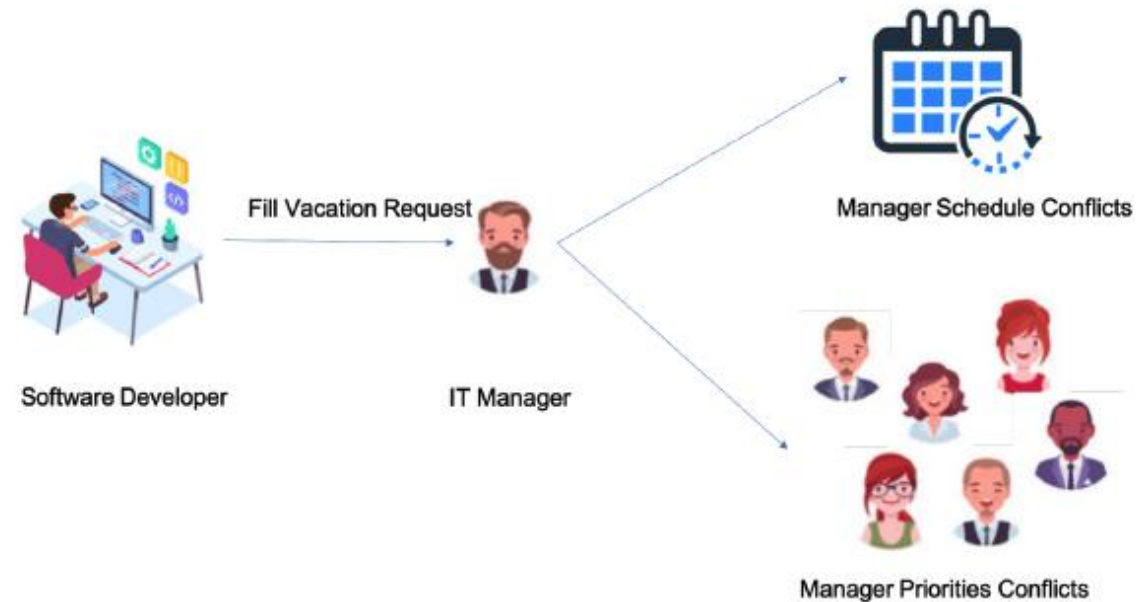 Manager Schedule Conflicts
Fill Vacation Request
Software Developer
IT Manager
Manager Priorities Conflicts